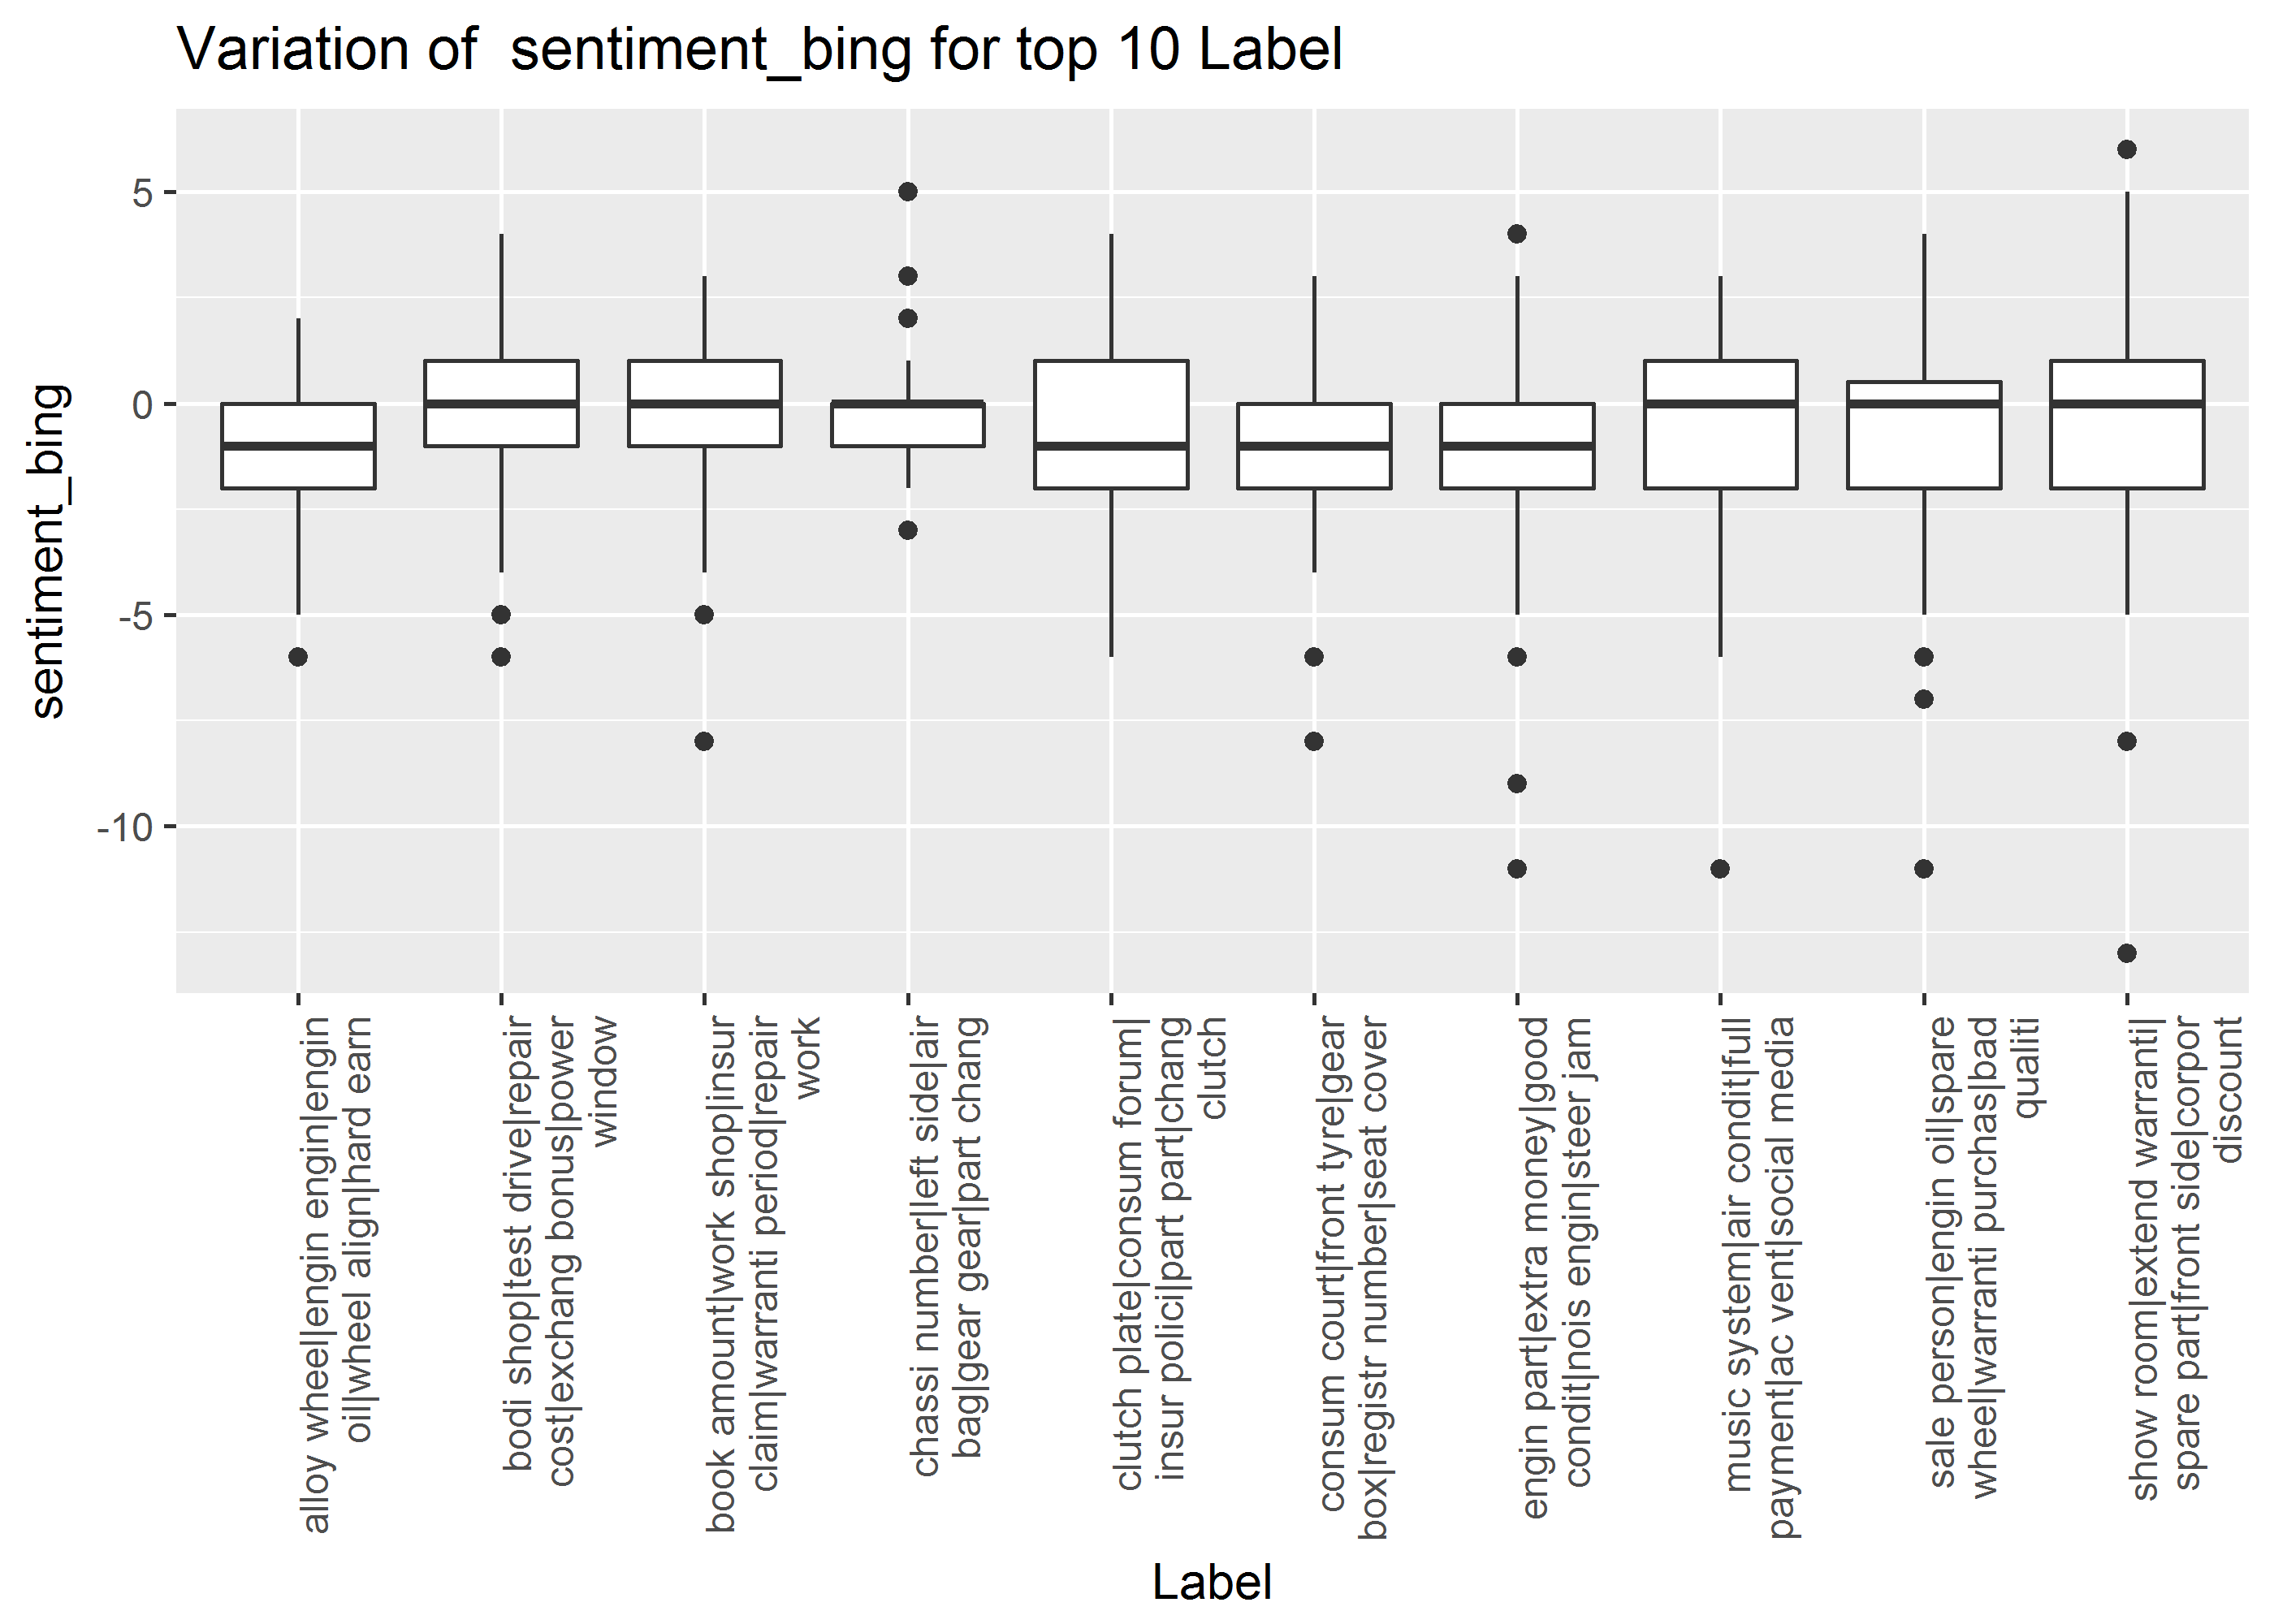 Variation of  sentiment_bing for top 10 Label
sentiment_bing
5
0
-5
-10
alloy wheel|engin engin|engin
oil|wheel align|hard earn
bodi shop|test drive|repair
cost|exchang bonus|power
window
book amount|work shop|insur
claim|warranti period|repair
work
chassi number|left side|air
bag|gear gear|part chang
clutch plate|consum forum|
insur polici|part part|chang
clutch
consum court|front tyre|gear
box|registr number|seat cover
engin part|extra money|good
condit|nois engin|steer jam
music system|air condit|full
payment|ac vent|social media
sale person|engin oil|spare
wheel|warranti purchas|bad
qualiti
show room|extend warranti|
spare part|front side|corpor
discount
Label